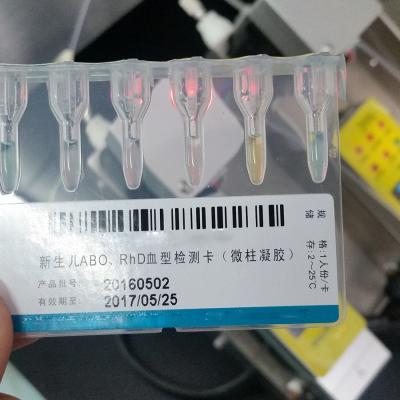 新生儿ABO、RhD血型检测卡（微柱凝胶）
产品批号： 20160502
有效期至： 2017/05/25
规 格：1人份/卡
储 存：2～25℃